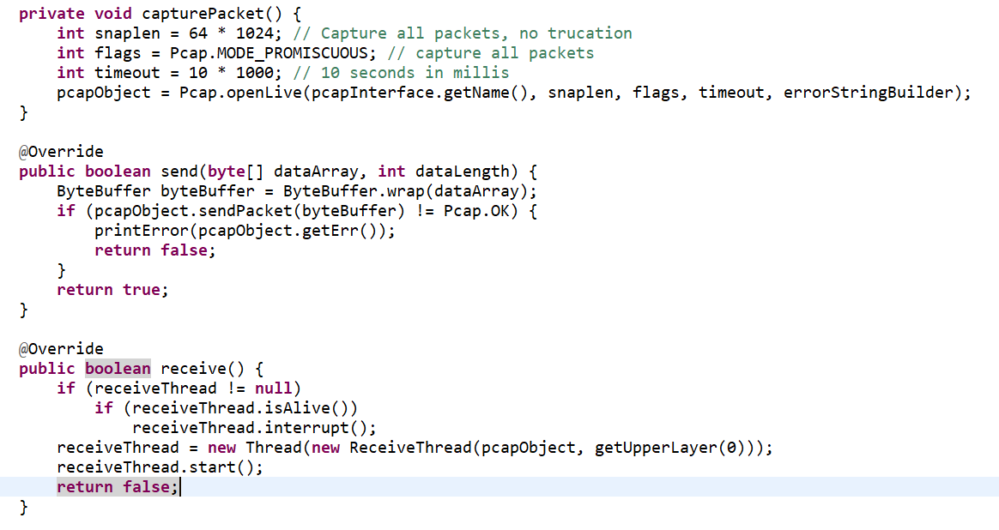 private void capturePacket() {
    int snaplen = 64 * 1024; // Capture all packets, no trucation
    int flags = Pcap.MODE_PROMISCUOUS; // capture all packets
    int timeout = 10 * 1000; // 10 seconds in millis
    pcapObject = Pcap.openLive(pcapInterface.getName(), snaplen, flags, timeout, errorStringBuilder);
}

@Override
public boolean send(byte[] dataArray, int dataLength) {
    ByteBuffer byteBuffer = ByteBuffer.wrap(dataArray);
    if (pcapObject.sendPacket(byteBuffer) != Pcap.OK) {
        printError(pcapObject.getErr());
        return false;
    }
    return true;
}

@Override
public boolean receive() {
    if (receiveThread != null)
        if (receiveThread.isAlive())
            receiveThread.interrupt();
    receiveThread = new Thread(new ReceiveThread(pcapObject, getUpperLayer(0)));
    receiveThread.start();
    return false;
}